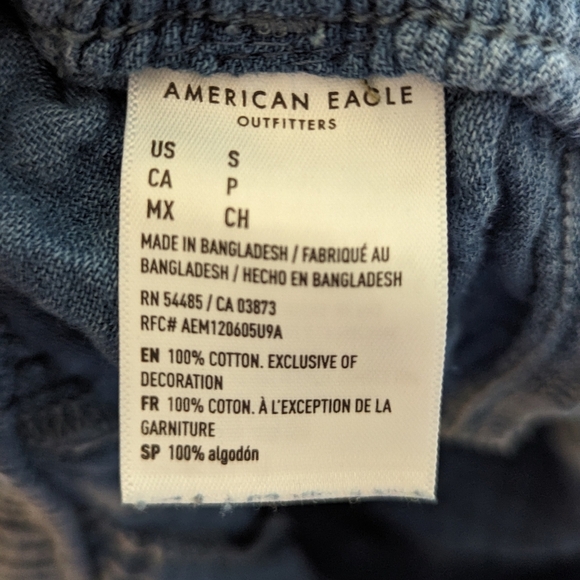 AMERICAN EAGLE
OUTFITTERS
US S
CA P
MX CH
MADE IN BANGLADESH / FABRIQUÉ AU
BANGLADESH / HECHO EN BANGLADESH
RN 54485 / CA 03873
RFC# AEM120605U9A
EN 100% COTTON. EXCLUSIVE OF
DECORATION
FR 100% COTON. À L'EXCEPTION DE LA
GARNITURE
SP 100% algodón